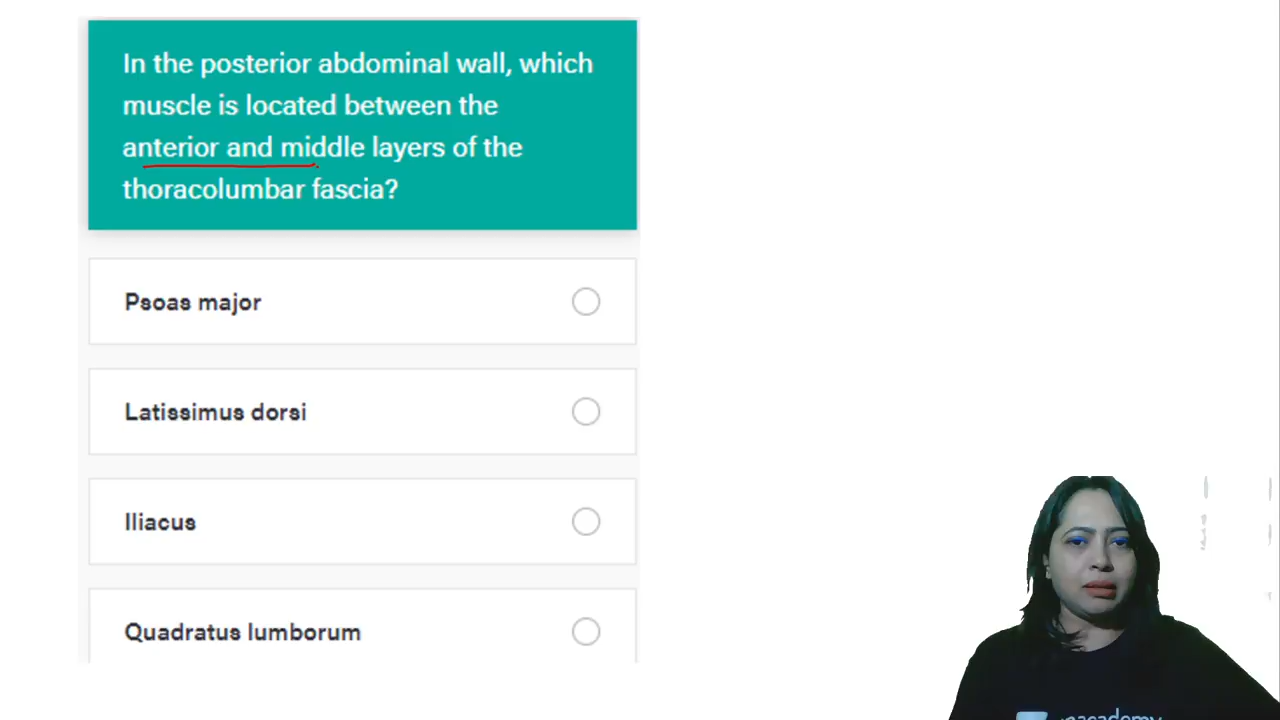 In the posterior abdominal wall, which
muscle is located between the
anterior and middle layers of the
thoracolumbar fascia?
Psoas major
Latissimus dorsi
Iliacus
Quadratus lumborum